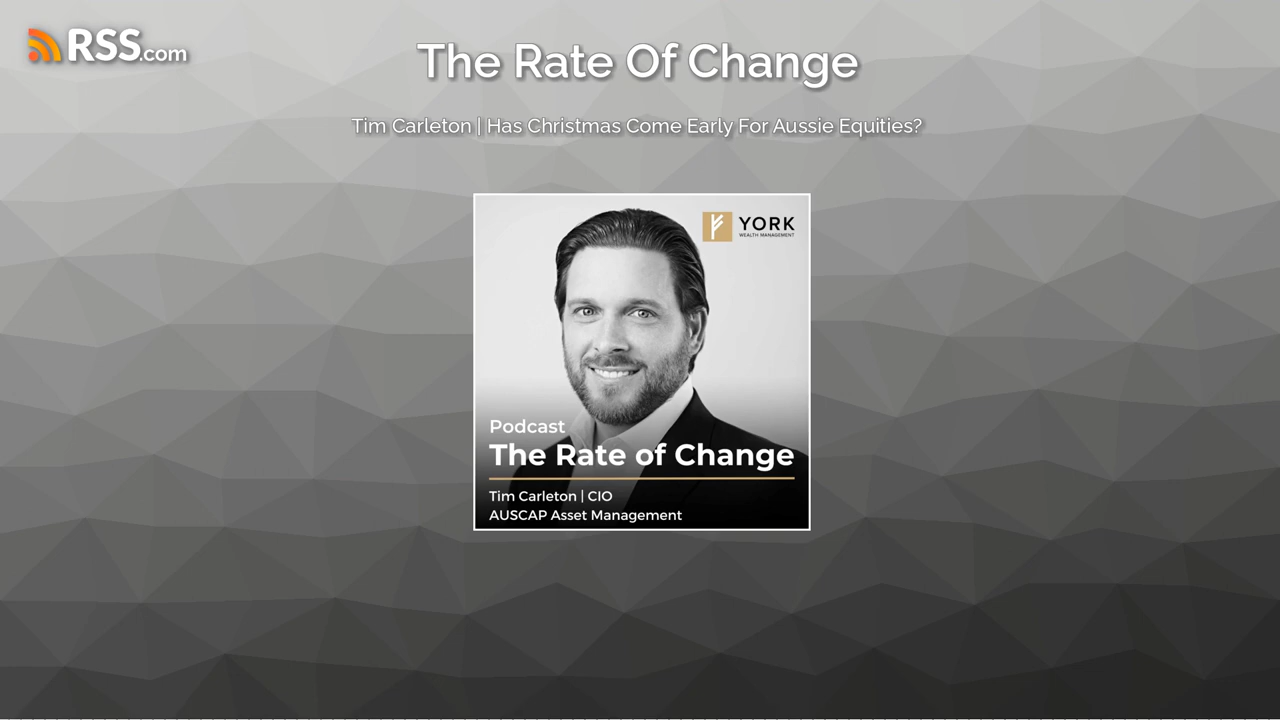 RSS.com
The Rate Of Change
Tim Carleton | Has Christmas Come Early For Aussie Equities?
YORK
WEALTH MANAGEMENT
Podcast
The Rate of Change
Tim Carleton | CIO
AUSCAP Asset Management